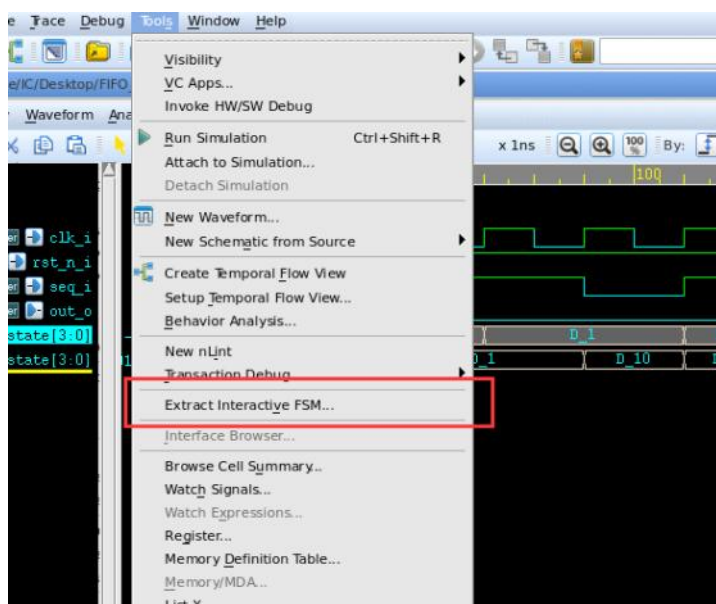 e Trace Debug Tools Window Help
e/IC/Desktop/FIFO
Waveform Ana
Visibility
VC Apps...
Invoke HW/SW Debug
Run Simulation Ctrl+Shift+R
Attach to Simulation...
Detach Simulation
New Waveform...
New Schematic from Source
Create Temporal Flow View
Setup Temporal Flow View...
Behavior Analysis...
New nLint
Transaction Debug
Extract Interactive FSM...
Interface Browser...
Browse Cell Summary...
Watch Signals...
Watch Expressions...
Register...
Memory Definition Table...
Memory/MDA...
List X
x 1ns 100 By:
100
clk_i
rst_n_i
seq_i
out_o
state[3:0] D_1
state[3:0] D_1 D_10